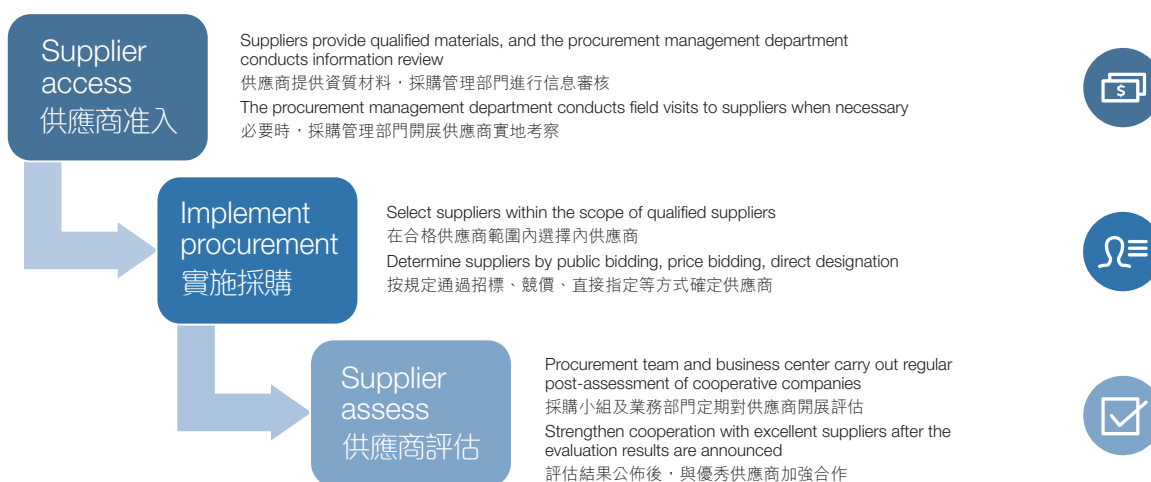 Supplier
access
供應商准入
Suppliers provide qualified materials, and the procurement management department
conducts information review
供應商提供資質材料，採購管理部門進行信息審核
The procurement management department conducts field visits to suppliers when necessary
必要時，採購管理部門開展供應商實地考察
$
Implement
procurement
實施採購
Select suppliers within the scope of qualified suppliers
在合格供應商範圍內選擇內供應商
Determine suppliers by public bidding, price bidding, direct designation
按規定通過招標、競價、直接指定等方式確定供應商
Supplier
assess
供應商評估
Procurement team and business center carry out regular
post-assessment of cooperative companies
採購小組及業務部門定期對供應商開展評估
Strengthen cooperation with excellent suppliers after the
evaluation results are announced
評估結果公佈後，與優秀供應商加強合作